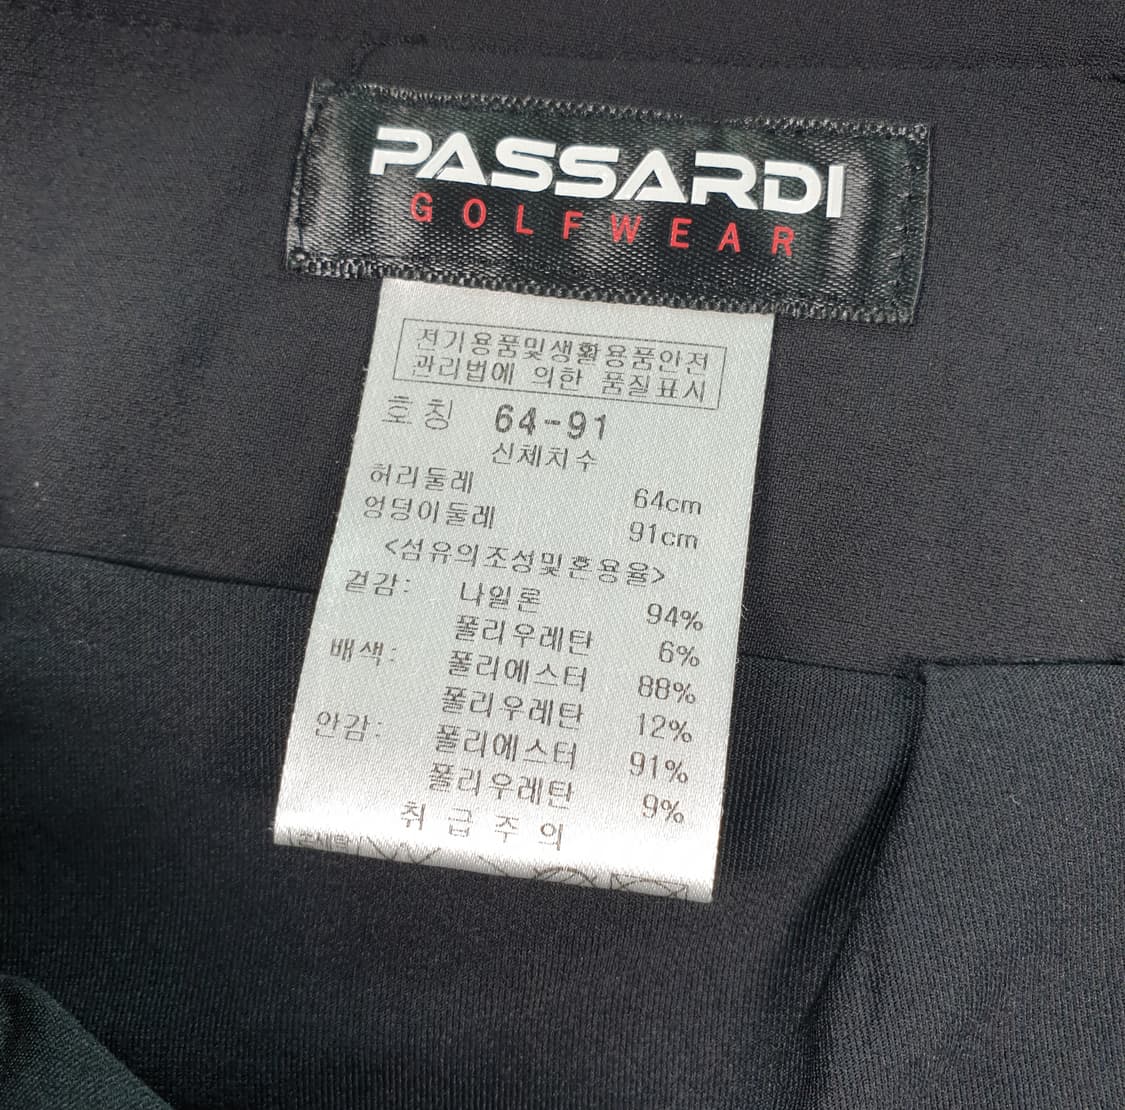 PASSARDI
GOLFWEAR
전기용품및생활용품안전
관리법에 의한 품질표시
호칭 64-91
신체치수
허리둘레 64cm
엉덩이둘레 91cm
<섬유의조성및혼용율>
겉감: 나일론 94%
폴리우레탄 6%
배색: 폴리에스터 88%
폴리우레탄 12%
안감: 폴리에스터 91%
폴리우레탄 9%
취급주의